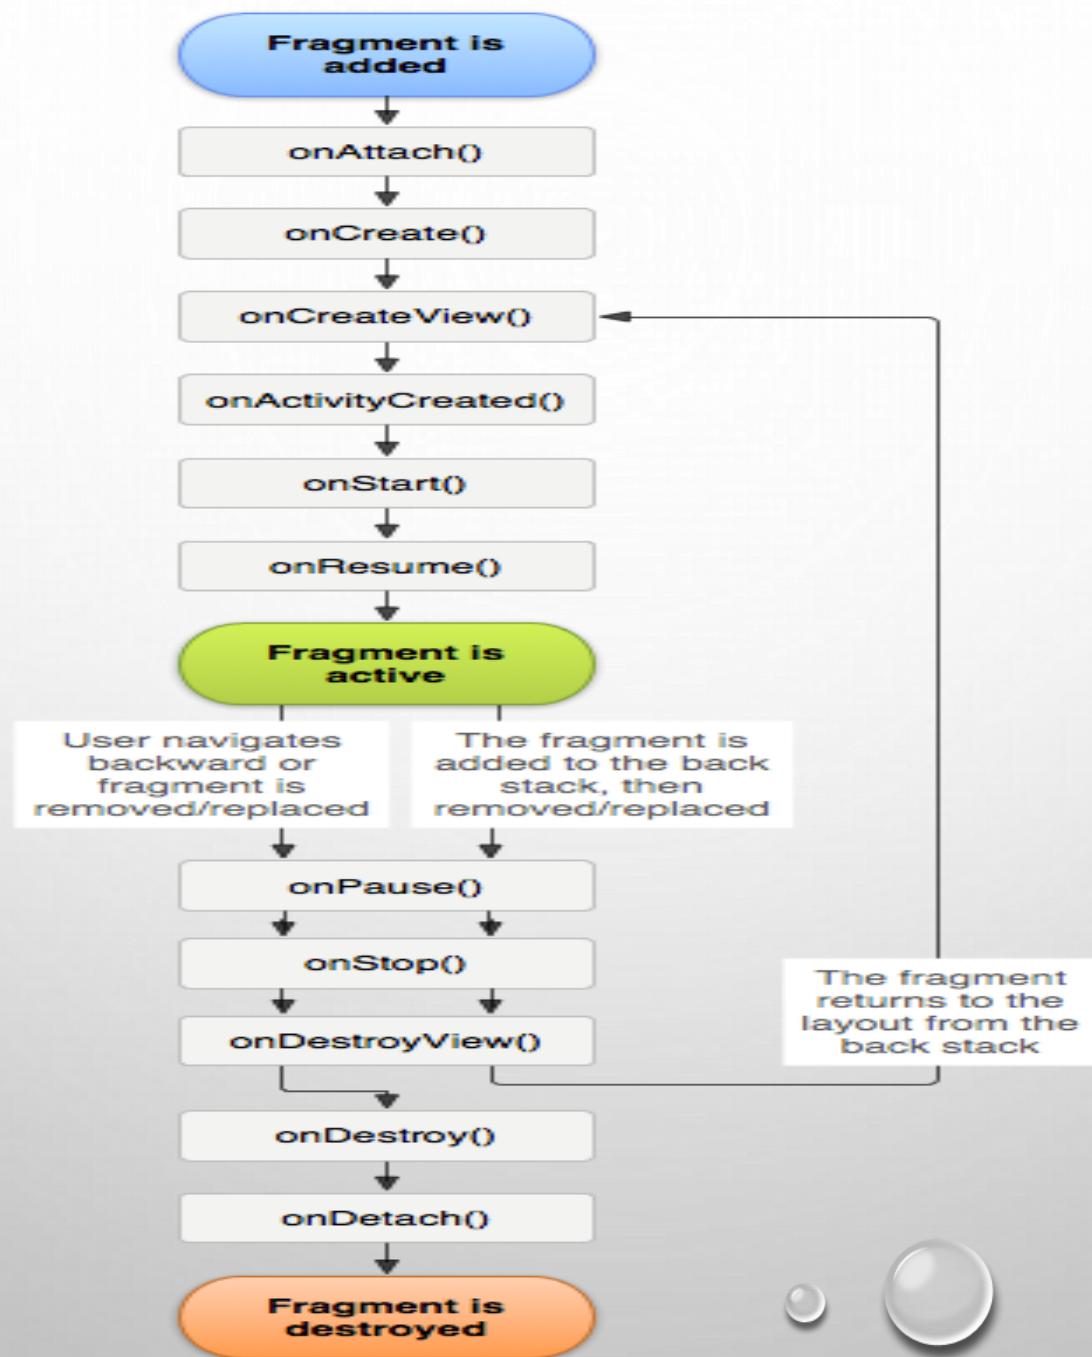 Fragment is
added
onAttach()
onCreate()
onCreateView()
onActivityCreated()
onStart()
onResume()
Fragment is
active
User navigates
backward or
fragment is
removed/replaced
The fragment is
added to the back
stack, then
removed/replaced
onPause()
onStop()
onDestroyView()
The fragment
returns to the
layout from the
back stack
onDestroy()
onDetach()
Fragment is
destroyed